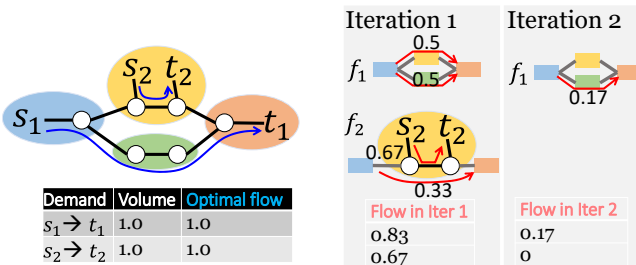 s₂ t₂
s₁
t₁
Demand Volume Optimal flow
s₁→ t₁ 1.0 1.0
s₂→ t₂ 1.0 1.0
Iteration 1
0.5
f₁
0.5
f₂
s₂ t₂
0.67
0.33
Flow in Iter 1
0.83
0.67
Iteration 2
f₁
0.17
Flow in Iter 2
0.17
0